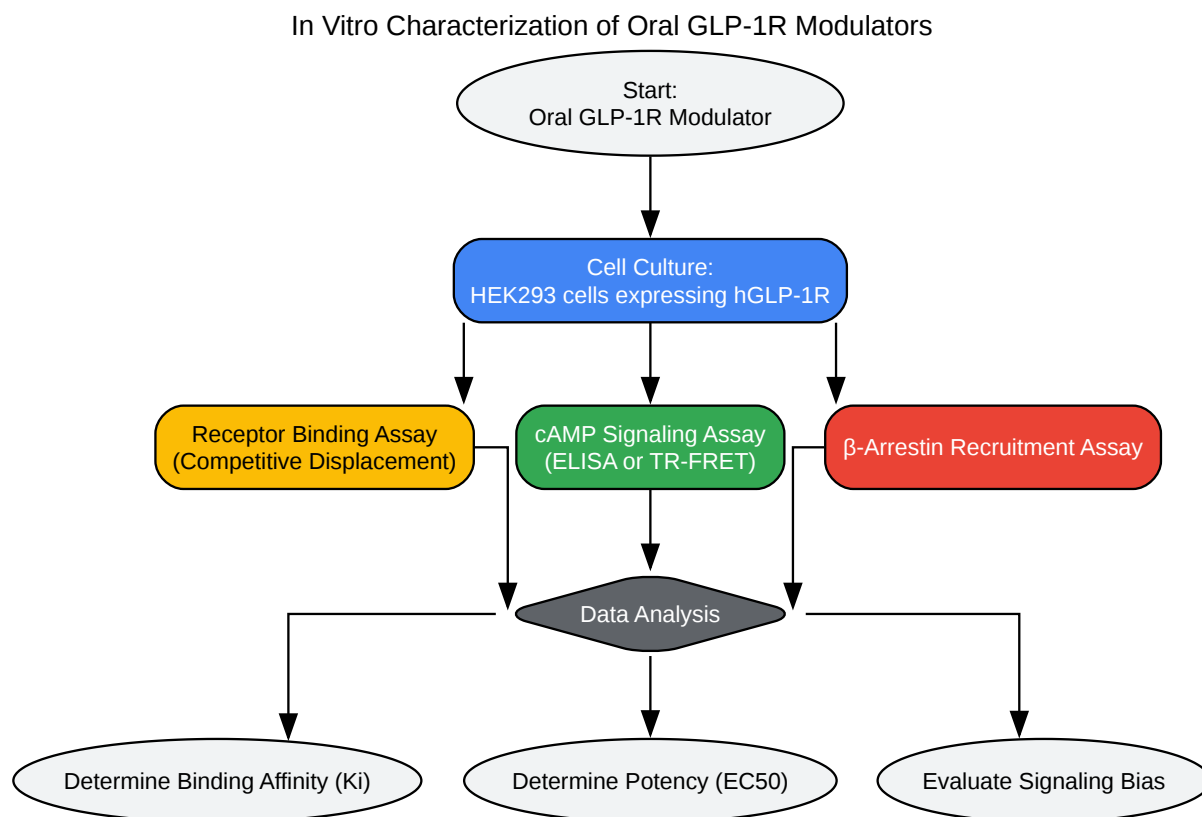 In Vitro Characterization of Oral GLP-1R Modulators
Start:
Oral GLP-1R Modulator
Cell Culture:
HEK293 cells expressing hGLP-1R
Receptor Binding Assay
(Competitive Displacement)
cAMP Signaling Assay
(ELISA or TR-FRET)
β-Arrestin Recruitment Assay
Data Analysis
Determine Binding Affinity (Ki)
Determine Potency (EC50)
Evaluate Signaling Bias